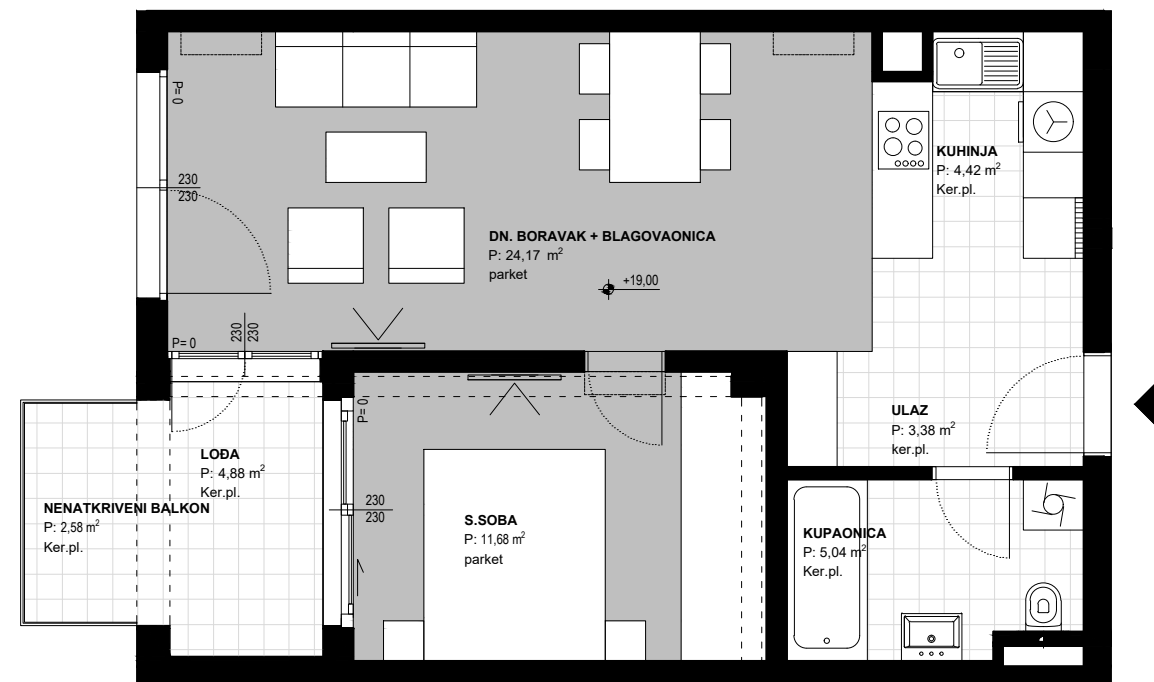 P= 0
230
230
DN. BORAVAK + BLAGOVAONICA
P: 24,17 m²
parket
+19,00
KUHINJA
P: 4,42 m²
Ker.pl.
P= 0
230
230
P= 0
ULAZ
P: 3,38 m²
ker.pl.
LOĐA
P: 4,88 m²
Ker.pl.
NENATKRIVENI BALKON
P: 2,58 m²
Ker.pl.
230
230
S.SOBA
P: 11,68 m²
parket
KUPAONICA
P: 5,04 m²
Ker.pl.